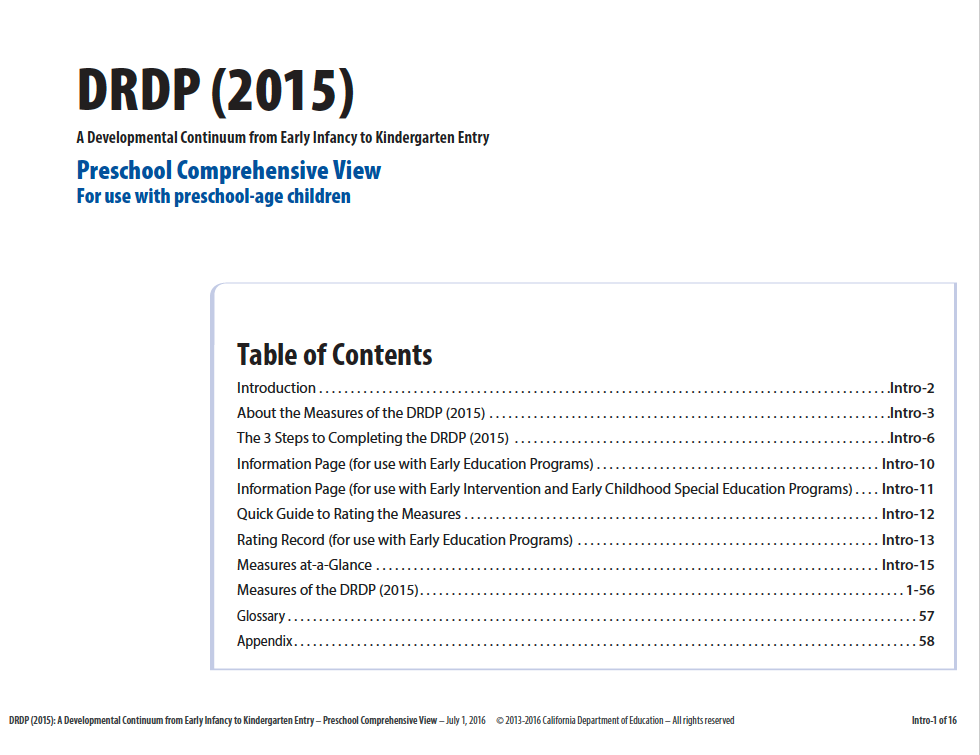 DRDP (2015)
A Developmental Continuum from Early Infancy to Kindergarten Entry
Preschool Comprehensive View
For use with preschool-age children
Table of Contents
Introduction . . . . . . . . . . . . . . . . . . . . Intro-2
About the Measures of the DRDP (2015) . . . . . . . . . . . . . . . . . . . . Intro-3
The 3 Steps to Completing the DRDP (2015) . . . . . . . . . . . . . . . . . . . . Intro-6
Information Page (for use with Early Education Programs) . . . . . . . . . . . . . . . . . . . . Intro-10
Information Page (for use with Early Intervention and Early Childhood Special Education Programs) . . . . Intro-11
Quick Guide to Rating the Measures . . . . . . . . . . . . . . . . . . . . Intro-12
Rating Record (for use with Early Education Programs) . . . . . . . . . . . . . . . . . . . . Intro-13
Measures at-a-Glance . . . . . . . . . . . . . . . . . . . . Intro-15
Measures of the DRDP (2015) . . . . . . . . . . . . . . . . . . . . 1-56
Glossary . . . . . . . . . . . . . . . . . . . . 57
Appendix . . . . . . . . . . . . . . . . . . . . 58
DRDP (2015): A Developmental Continuum from Early Infancy to Kindergarten Entry – Preschool Comprehensive View – July 1, 2016 © 2013-2016 California Department of Education – All rights reserved Intro-1 of 16